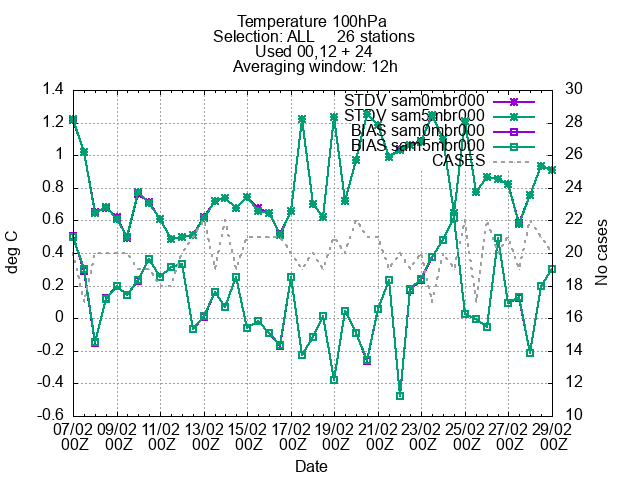 Temperature 100hPa
Selection: ALL 26 stations
Used 00,12 + 24
Averaging window: 12h
STDV sam0mbr000
STDV sam5mbr000
BIAS sam0mbr000
BIAS sam5mbr000
CASES
deg C
1.4
1.2
1
0.8
0.6
0.4
0.2
0
-0.2
-0.4
-0.6
No cases
30
28
26
24
22
20
18
16
14
12
10
07/02 09/02 11/02 13/02 15/02 17/02 19/02 21/02 23/02 25/02 27/02 29/02
00Z 00Z 00Z 00Z 00Z 00Z 00Z 00Z 00Z 00Z 00Z 00Z
Date